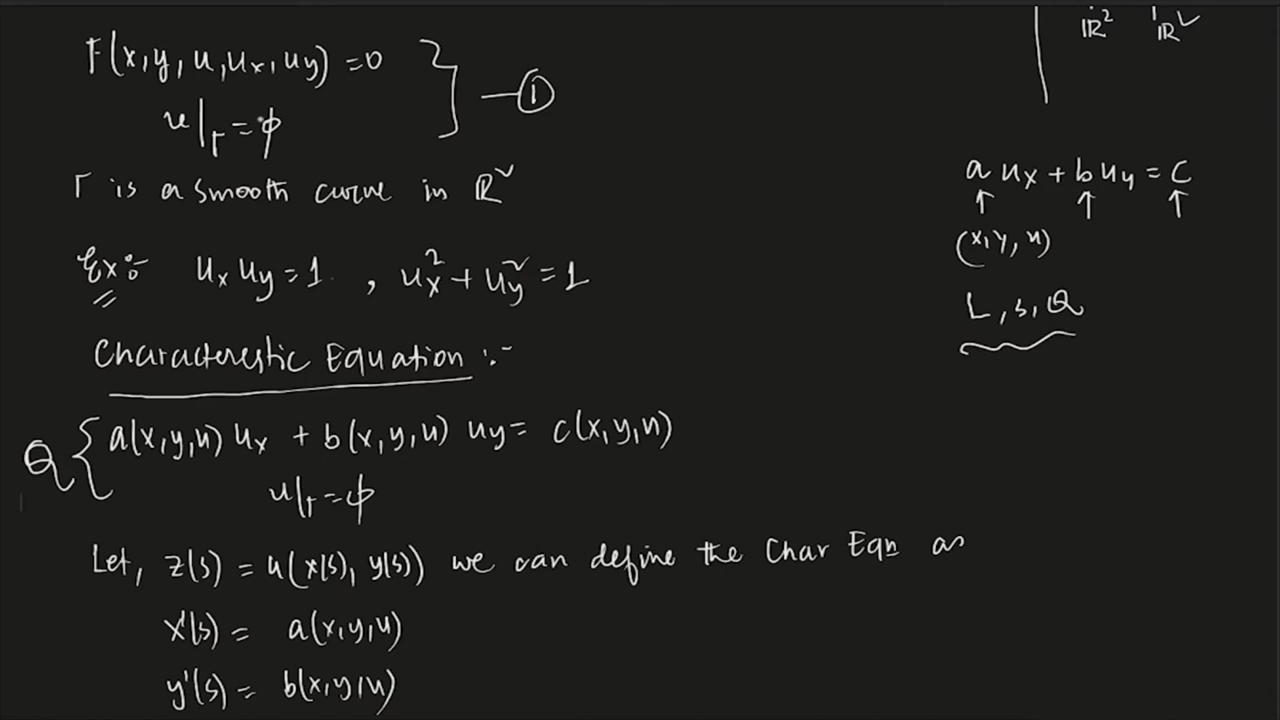 F(x,y,u,ux,uy) = 0
u|Γ = φ
} —①
Γ is a smooth curve in ℝ²
Ex:- ux uy = 1 , ux² + uy² = 1
Characterestic Equation :-
Q { a(x,y,u) ux + b(x,y,u) uy = c(x,y,u)
u|Γ = φ
Let, z(s) = u(x(s), y(s)) we can define the Char Eqn as
x'(s) = a(x,y,u)
y'(s) = b(x,y,u)
ℝ² ℝ²
a ux + b uy = c
↑ ↑ ↑
(x,y,u)
L, S, Q